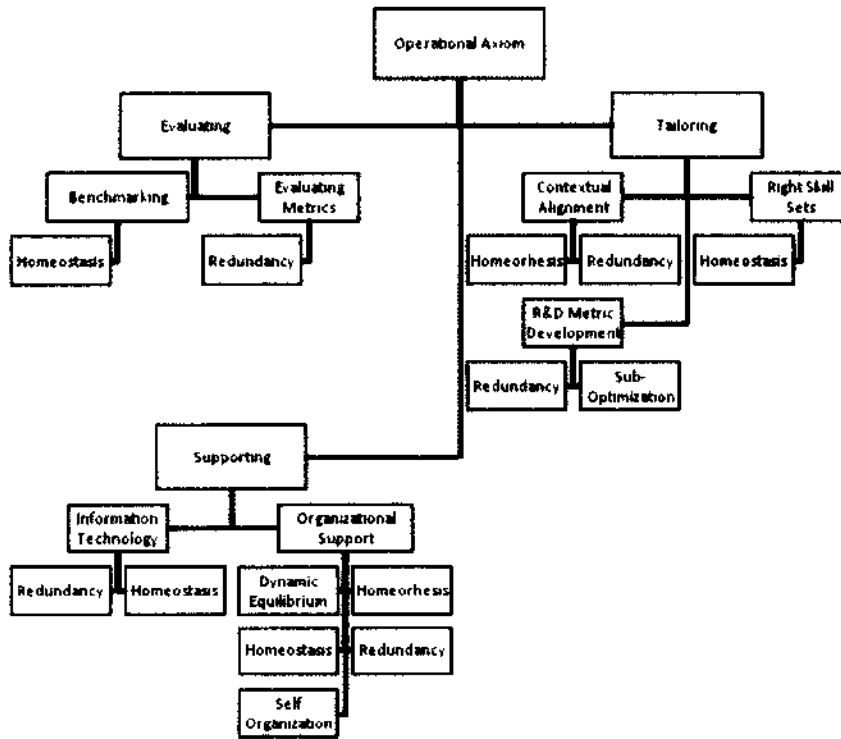 Operational Axiom
Evaluating
Tailoring
Benchmarking
Evaluating
Metrics
Contextual
Alignment
Right Skill
Sets
Homeostasis
Redundancy
Homeorhesis
Redundancy
Homeostasis
R&D Metric
Development
Redundancy
Sub-
Optimization
Supporting
Information
Technology
Organizational
Support
Redundancy
Homeostasis
Dynamic
Equilibrium
Homeorhesis
Homeostasis
Redundancy
Self
Organization